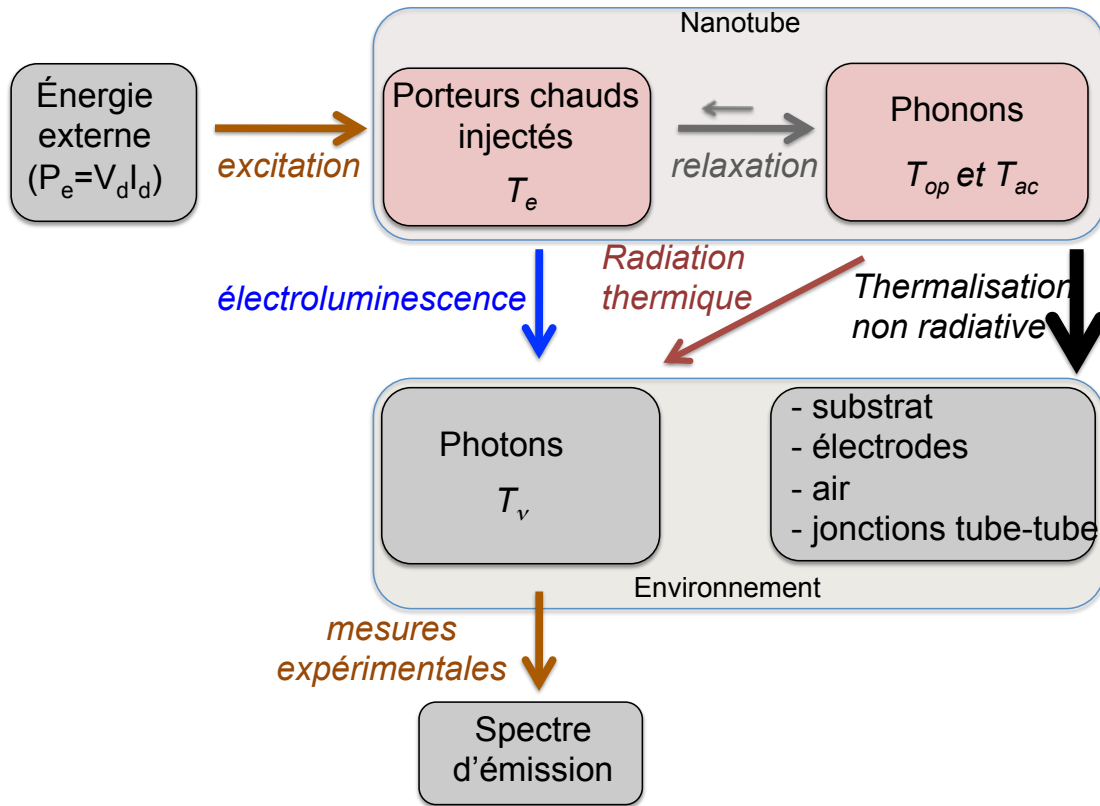 Nanotube
Énergie
externe
(Pe=VdId)
excitation
Porteurs chauds
injectés
Te
relaxation
Phonons
Top et Tac
électroluminescence
Radiation
thermique
Thermalisation
non radiative
Photons
Tν
- substrat
- électrodes
- air
- jonctions tube-tube
Environnement
mesures
expérimentales
Spectre
d'émission